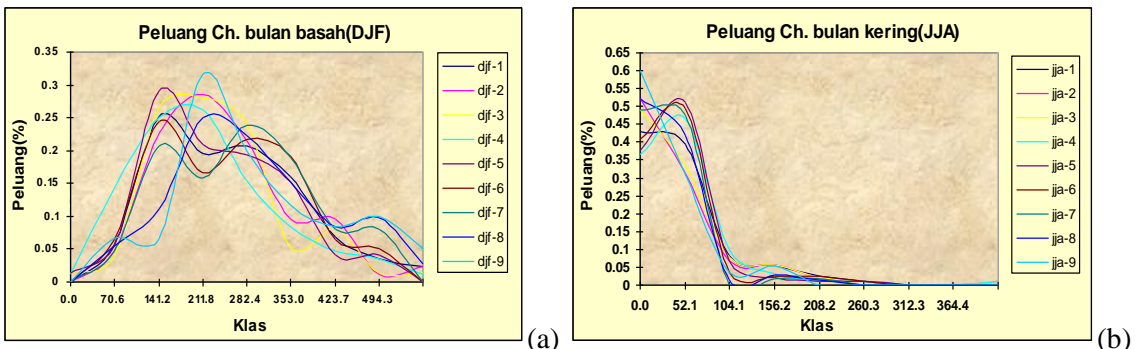 Peluang Ch. bulan basah(DJF)
Peluang(%)
0.35
0.3
0.25
0.2
0.15
0.1
0.05
0
0.0 70.6 141.2 211.8 282.4 353.0 423.7 494.3
Klas
djf-1
djf-2
djf-3
djf-4
djf-5
djf-6
djf-7
djf-8
djf-9
(a)
Peluang Ch. bulan kering(JJA)
Peluang(%)
0.65
0.6
0.55
0.5
0.45
0.4
0.35
0.3
0.25
0.2
0.15
0.1
0.05
0
0.0 52.1 104.1 156.2 208.2 260.3 312.3 364.4
Klas
jja-1
jja-2
jja-3
jja-4
jja-5
jja-6
jja-7
jja-8
jja-9
(b)